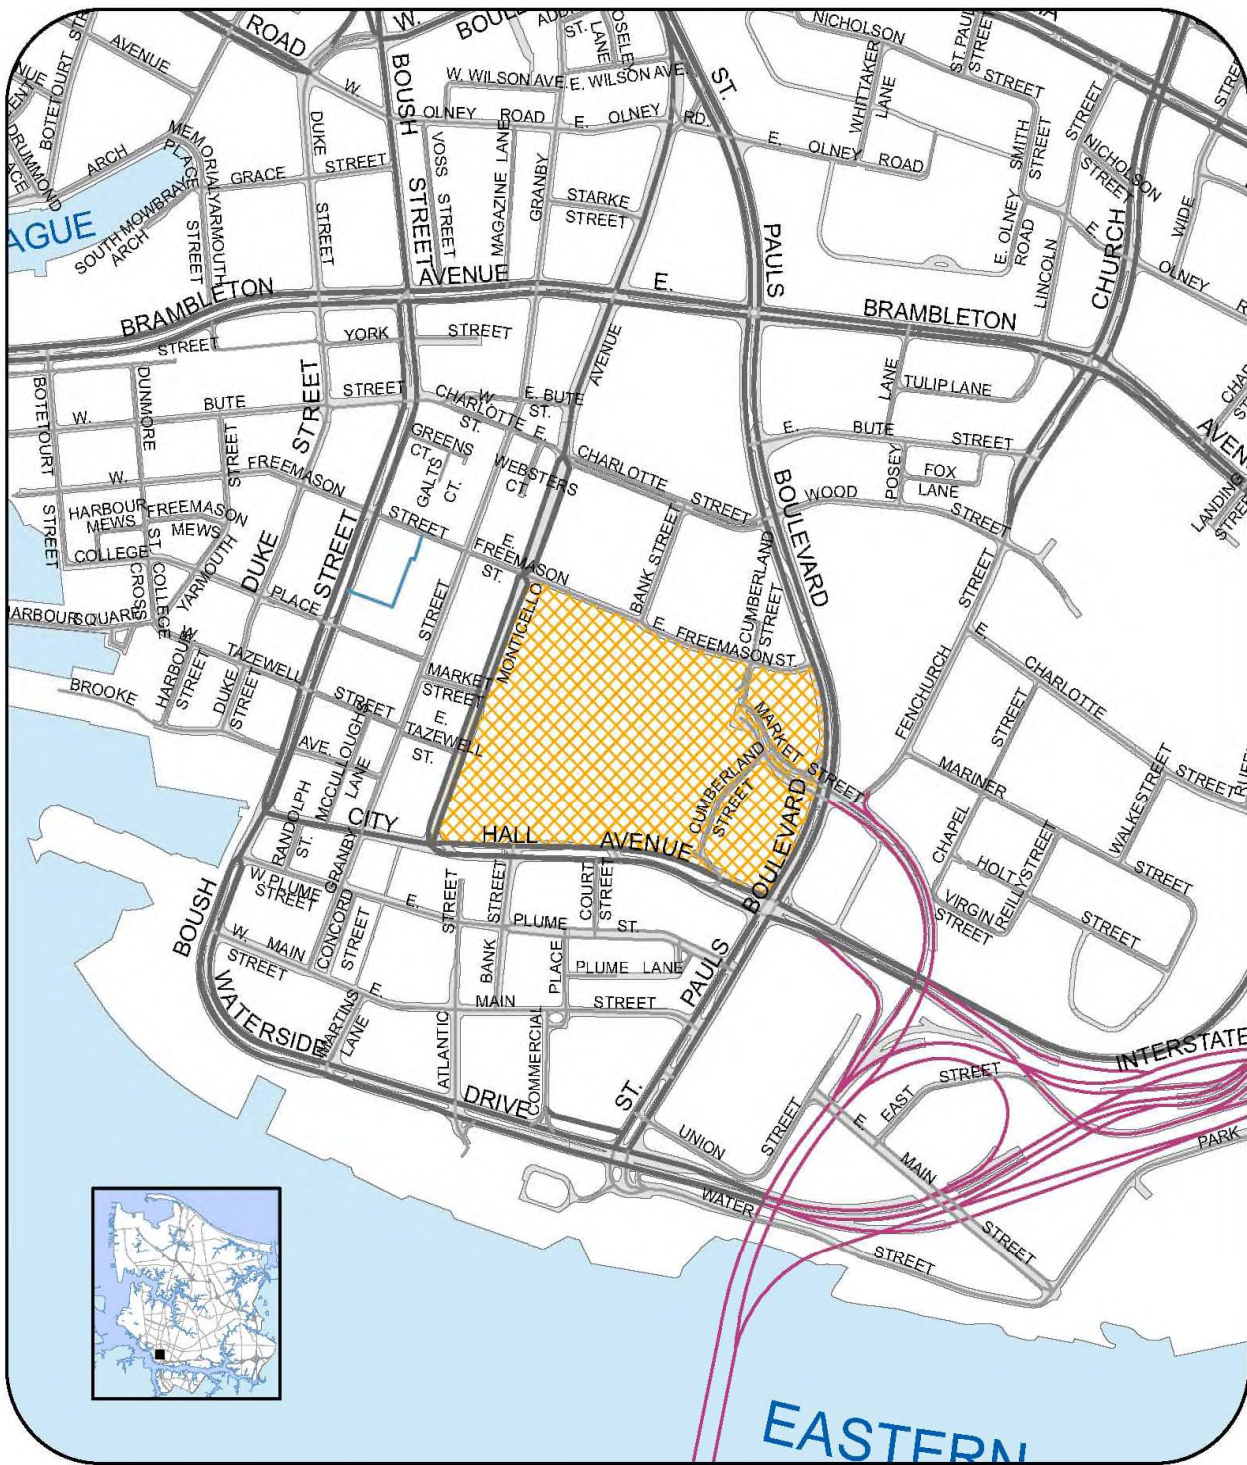 ROAD
W.
BOUSH
ST.
LANE
NICHOLSON
STREET
ST. PAUL
STREET
AVENUE
BOTETOURT
W. WILSON AVE.
E. WILSON AVE.
ST.
WHITTAKER
LANE
STREET
DRUMMOND
W.
OLNEY
ROAD
E.
OLNEY
RD.
E.
OLNEY
ROAD
SMITH
STREET
NICHOLSON
STREET
ARCH
MEMORIAL
PLACE
DUKE
STREET
GRACE
STREET
VOSS
STREET
MAGAZINE LANE
GRANBY
STARKE
STREET
PAULS
CHURCH
WIDE
AGUE
SOUTH MOWBRAY
ARCH
YARMOUTH
STREET
STREET
E. OLNEY
ROAD
LINCOLN
E.
OLNEY
BRAMBLETON
AVENUE
E.
BRAMBLETON
STREET
YORK
STREET
AVENUE
BOTETOURT
STREET
DUNMORE
W.
BUTE
STREET
STREET
W.
CHARLOTTE
ST.
E. BUTE
ST.
E.
CHARLOTTE
STREET
LANE
TULIP LANE
E.
BUTE
STREET
POSEY
FOX
LANE
LANDING
W.
FREEMASON
STREET
GREENS
CT.
GALTS
CT.
WEBSTERS
CT.
BOULEVARD
WOOD
STREET
HARBOUR
MEWS
FREEMASON
MEWS
COLLEGE
PLACE
ST.
CROSS
COLLEGE
YARMOUTH
DUKE
STREET
STREET
E.
FREEMASON
ST.
BANK STREET
CUMBERLAND
STREET
E.
FREEMASON ST.
HARBOUR SQUARE
W.
TAZEWELL
STREET
STREET
MONTICELLO
MARKET
STREET
E.
TAZEWELL
ST.
FENCHURCH
STREET
E.
CHARLOTTE
STREET
BROOKE
AVE.
HARBOUR
STREET
DUKE
STREET
MCCULLOUGHS
LANE
RANDOLPH
ST.
MARKET
STREET
CUMBERLAND
STREET
MARINER
STREET
STREET
WALKE STREET
CITY
HALL
AVENUE
BOULEVARD
CHAPEL
HOLT
STREET
REILLY STREET
VIRGIN
STREET
GRANBY
BOUSH
W. PLUME
STREET
E.
PLUME
ST.
STREET
STREET
COURT
STREET
W.
MAIN
STREET
CONCORD
STREET
E.
MAIN
STREET
BANK
PLACE
PLUME LANE
PAULS
WATERSIDE
DRIVE
MARTINS
LANE
ATLANTIC
COMMERCIAL
ST.
INTERSTATE
EAST
STREET
UNION
STREET
E.
MAIN
STREET
PARK
WATER
STREET
EASTERN